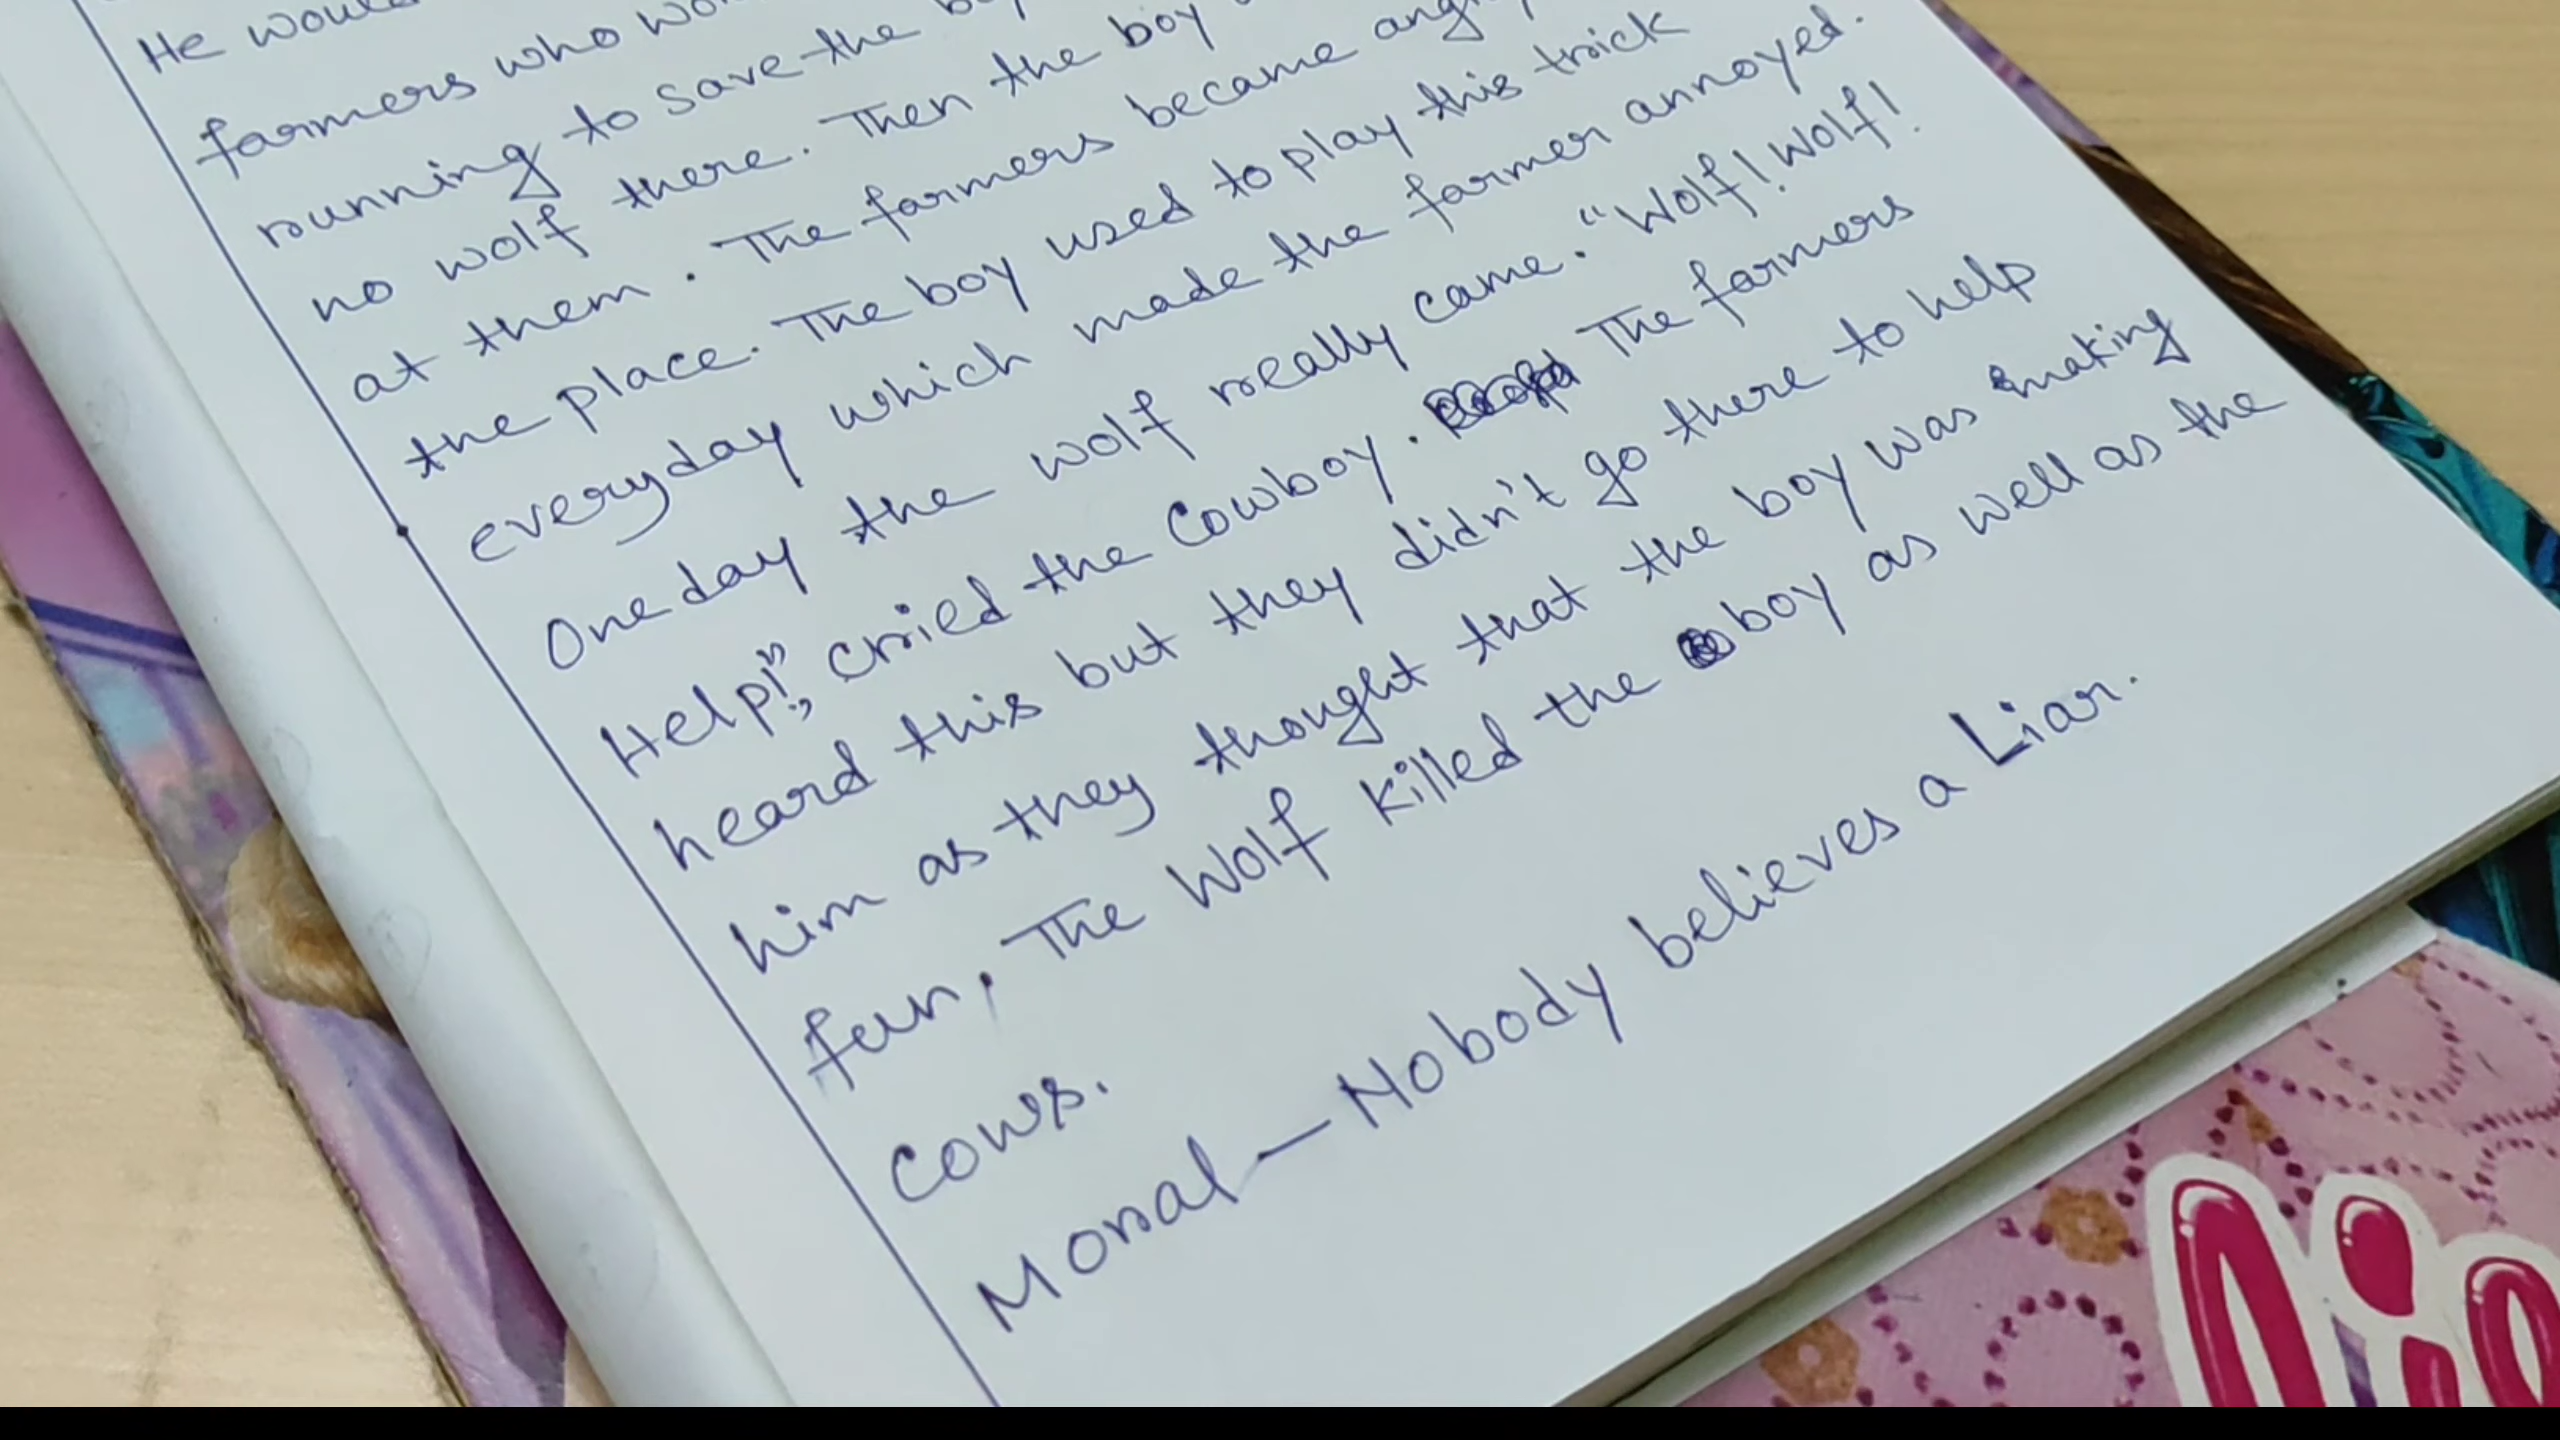 He would
farmers who
running to save the
no wolf there. Then the boy
at them. The farmers became
the place. The boy used to play this trick
everyday which made the farmer annoyed.
One day the wolf really came. "Wolf! Wolf!
Help!", cried the Cowboy. The farmers
heard this but they didn't go there to help
him as they thought that the boy was making
fun. The Wolf killed the boy as well as the
cows.
Moral — Nobody believes a Liar.